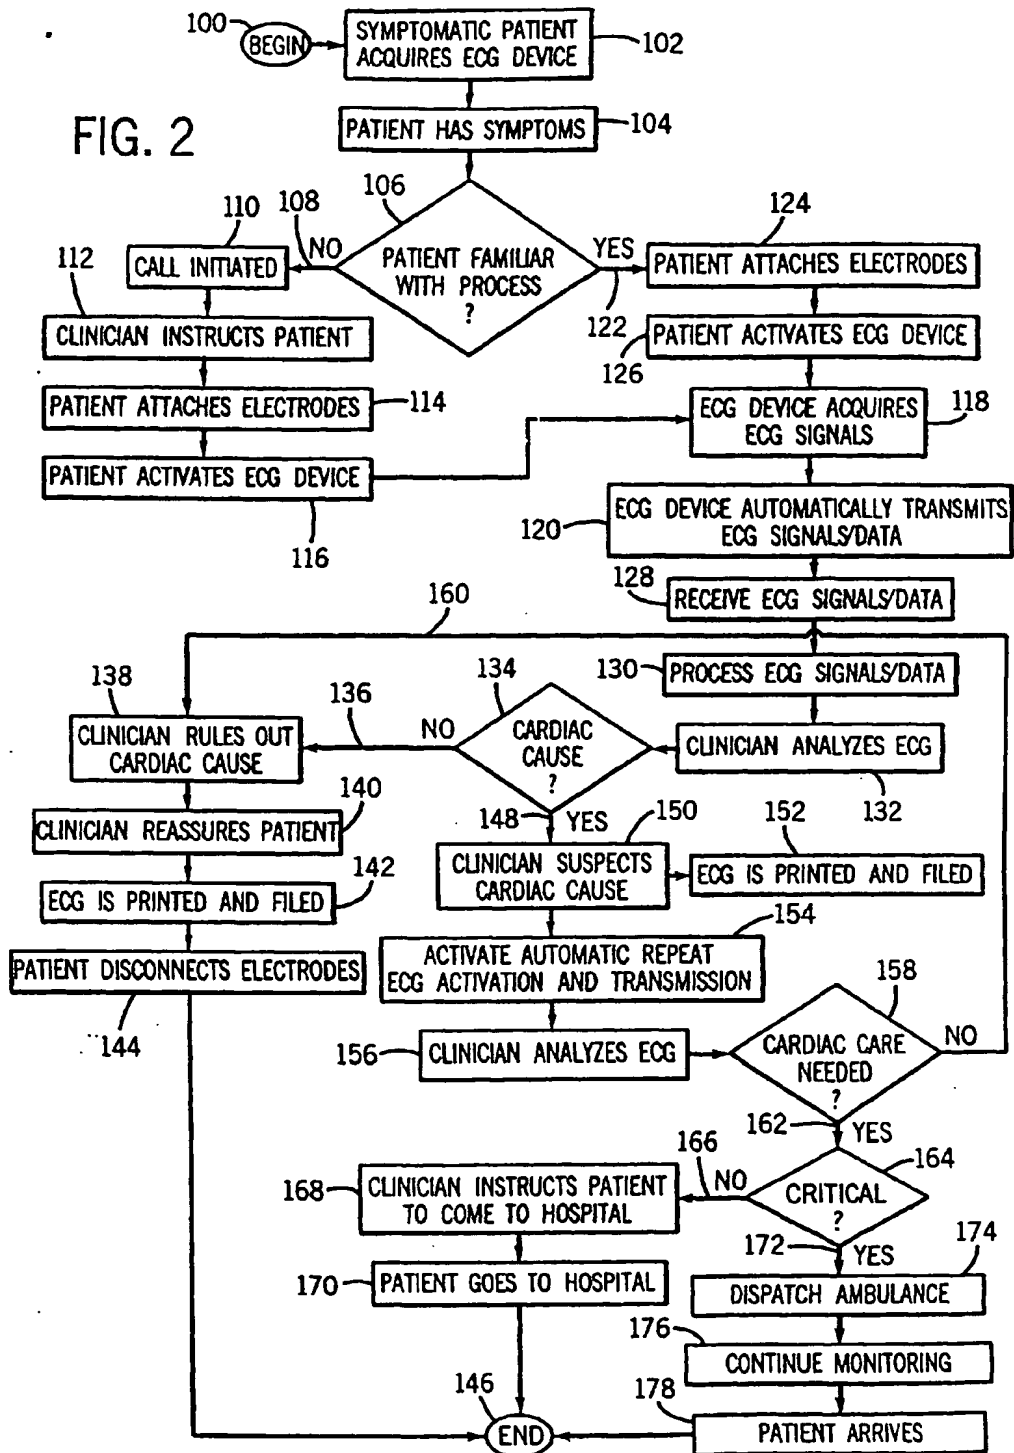 100
BEGIN
SYMPTOMATIC PATIENT
ACQUIRES ECG DEVICE
102
FIG. 2
PATIENT HAS SYMPTOMS
104
106
108
110
NO
PATIENT FAMILIAR
WITH PROCESS
?
YES
122
124
112
CALL INITIATED
PATIENT ATTACHES ELECTRODES
CLINICIAN INSTRUCTS PATIENT
PATIENT ACTIVATES ECG DEVICE
126
PATIENT ATTACHES ELECTRODES
114
ECG DEVICE ACQUIRES
ECG SIGNALS
118
PATIENT ACTIVATES ECG DEVICE
116
ECG DEVICE AUTOMATICALLY TRANSMITS
ECG SIGNALS/DATA
120
128
RECEIVE ECG SIGNALS/DATA
160
130
PROCESS ECG SIGNALS/DATA
138
136
134
NO
CARDIAC
CAUSE
?
CLINICIAN ANALYZES ECG
132
CLINICIAN RULES OUT
CARDIAC CAUSE
140
CLINICIAN REASSURES PATIENT
148
YES
150
152
CLINICIAN SUSPECTS
CARDIAC CAUSE
ECG IS PRINTED AND FILED
142
ECG IS PRINTED AND FILED
154
ACTIVATE AUTOMATIC REPEAT
ECG ACTIVATION AND TRANSMISSION
PATIENT DISCONNECTS ELECTRODES
144
156
CLINICIAN ANALYZES ECG
158
CARDIAC CARE
NEEDED
?
NO
162
YES
164
166
NO
CRITICAL
?
168
CLINICIAN INSTRUCTS PATIENT
TO COME TO HOSPITAL
172
YES
174
170
PATIENT GOES TO HOSPITAL
DISPATCH AMBULANCE
176
CONTINUE MONITORING
178
PATIENT ARRIVES
146
END